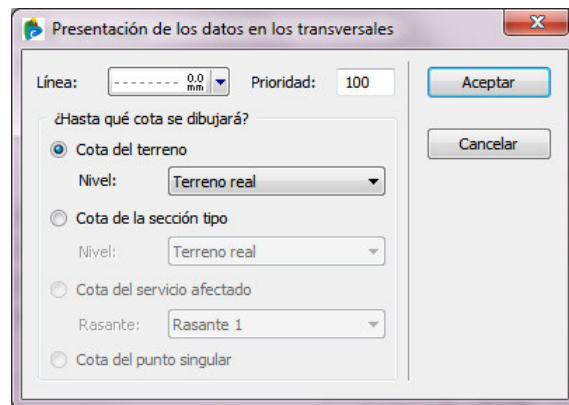 Presentación de los datos en los transversales
Línea: 0.0 mm Prioridad: 100 Aceptar
¿Hasta qué cota se dibujará?
Cancelar
Cota del terreno
Nivel: Terreno real
Cota de la sección tipo
Nivel: Terreno real
Cota del servicio afectado
Rasante: Rasante 1
Cota del punto singular